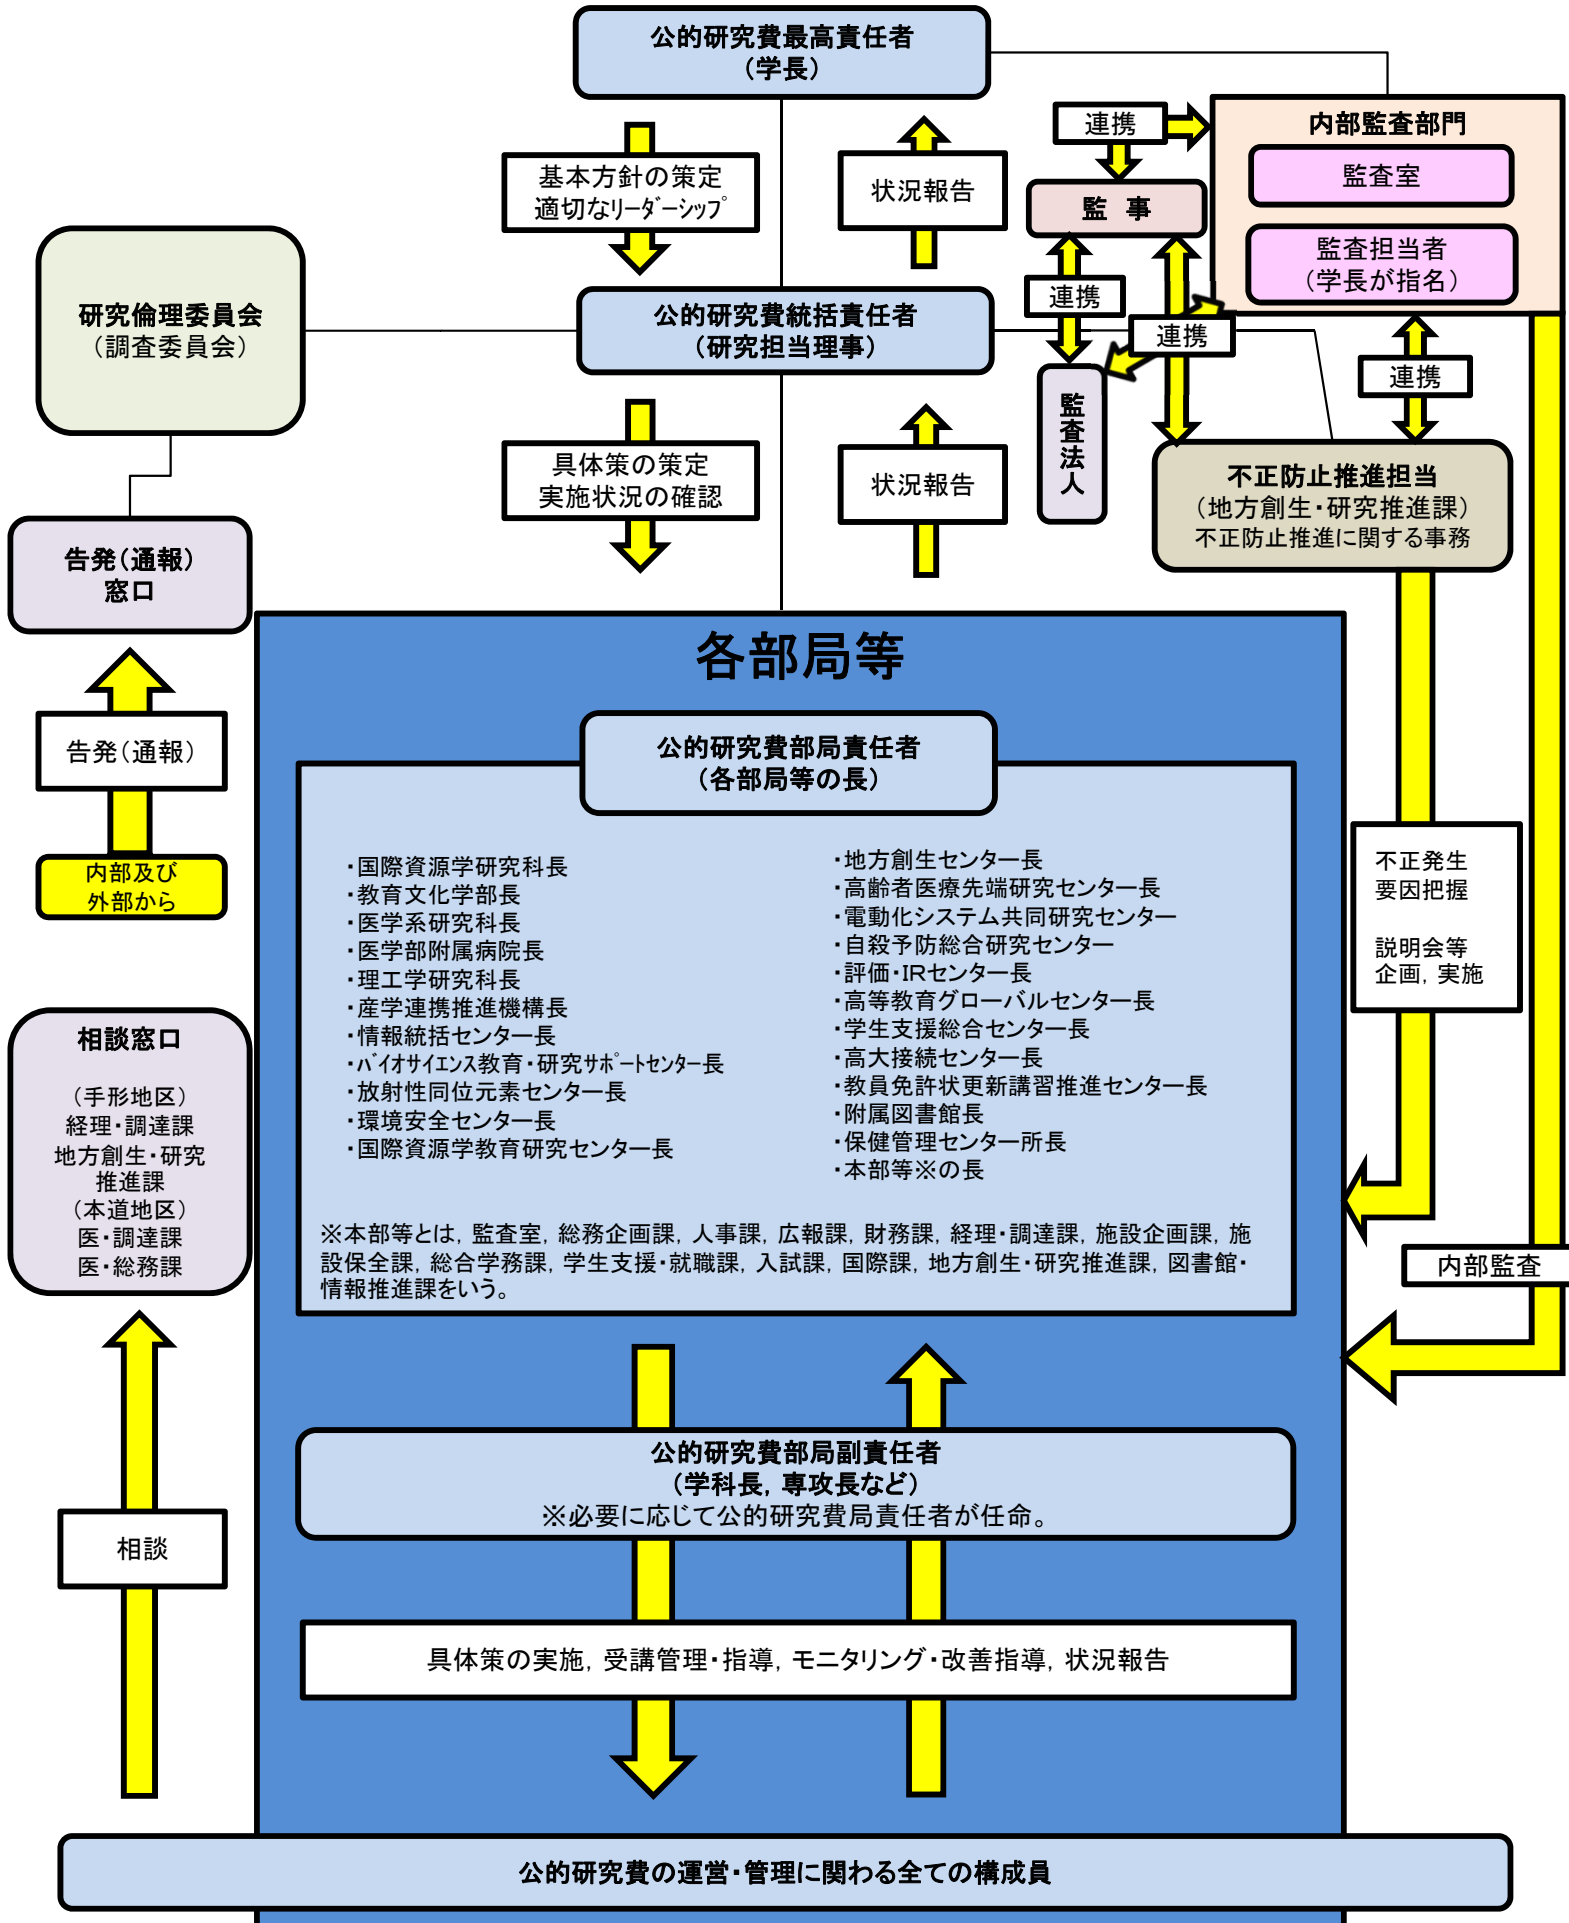 公的研究費最高責任者
（学長）
基本方針の策定
適切なﾘｰﾀﾞｰｼｯﾌﾟ
状況報告
連携
内部監査部門
監査室
監査担当者
（学長が指名）
監　事
連携
連携
連携
研究倫理委員会
（調査委員会）
公的研究費統括責任者
（研究担当理事）
監査法人
具体策の策定
実施状況の確認
状況報告
不正防止推進担当
（地方創生・研究推進課）
不正防止推進に関する事務
告発（通報）
窓口
告発（通報）
内部及び
外部から
各部局等
公的研究費部局責任者
（各部局等の長）
・国際資源学研究科長
・教育文化学部長
・医学系研究科長
・医学部附属病院長
・理工学研究科長
・産学連携推進機構長
・情報統括センター長
・ﾊﾞｲｵｻｲｴﾝｽ教育・研究ｻﾎﾟｰﾄｾﾝﾀｰ長
・放射性同位元素センター長
・環境安全センター長
・国際資源学教育研究センター長
・地方創生センター長
・高齢者医療先端研究センター長
・電動化システム共同研究センター
・自殺予防総合研究センター
・評価・IRセンター長
・高等教育グローバルセンター長
・学生支援総合センター長
・高大接続センター長
・教員免許状更新講習推進センター長
・附属図書館長
・保健管理センター所長
・本部等※の長
※本部等とは，監査室，総務企画課，人事課，広報課，財務課，経理・調達課，施設企画課，施
設保全課，総合学務課，学生支援・就職課，入試課，国際課，地方創生・研究推進課，図書館・
情報推進課をいう。
不正発生
要因把握
説明会等
企画，実施
内部監査
相談窓口
（手形地区）
経理・調達課
地方創生・研究
推進課
（本道地区）
医・調達課
医・総務課
相談
公的研究費部局副責任者
（学科長，専攻長など）
※必要に応じて公的研究費局責任者が任命。
具体策の実施，受講管理・指導，モニタリング・改善指導，状況報告
公的研究費の運営・管理に関わる全ての構成員